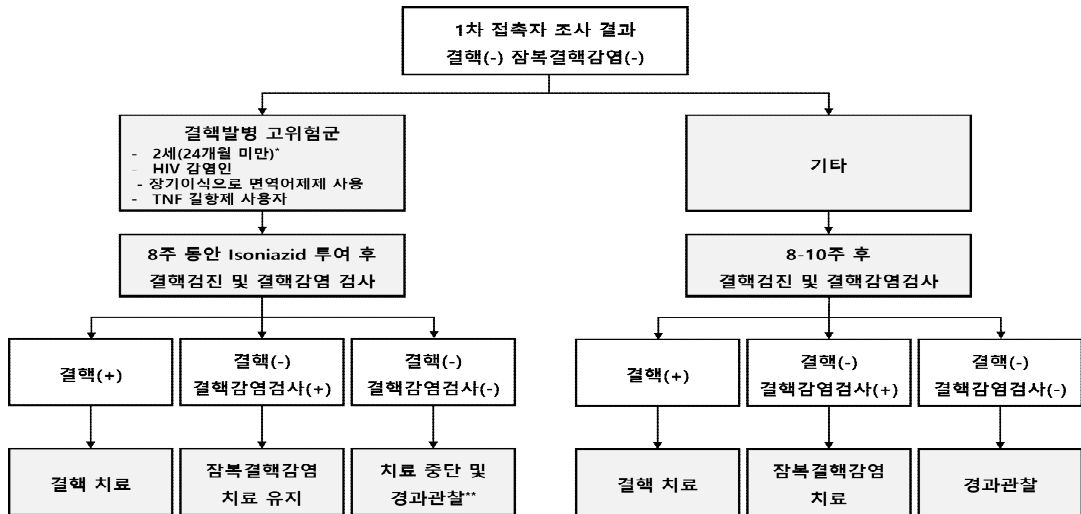 1차 접촉자 조사 결과
결핵(-) 잠복결핵감염(-)
결핵발병 고위험군
- 2세(24개월 미만)*
- HIV 감염인
- 장기이식으로 면역어제제 사용
- TNF 길항제 사용자
기타
8주 동안 Isoniazid 투여 후
결핵검진 및 결핵감염 검사
8-10주 후
결핵검진 및 결핵감염검사
결핵(+)
결핵(-)
결핵감염검사(+)
결핵(-)
결핵감염검사(-)
결핵(+)
결핵(-)
결핵감염검사(+)
결핵(-)
결핵감염검사(-)
결핵 치료
잠복결핵감염
치료 유지
치료 중단 및
경과관찰**
결핵 치료
잠복결핵감염
치료
경과관찰